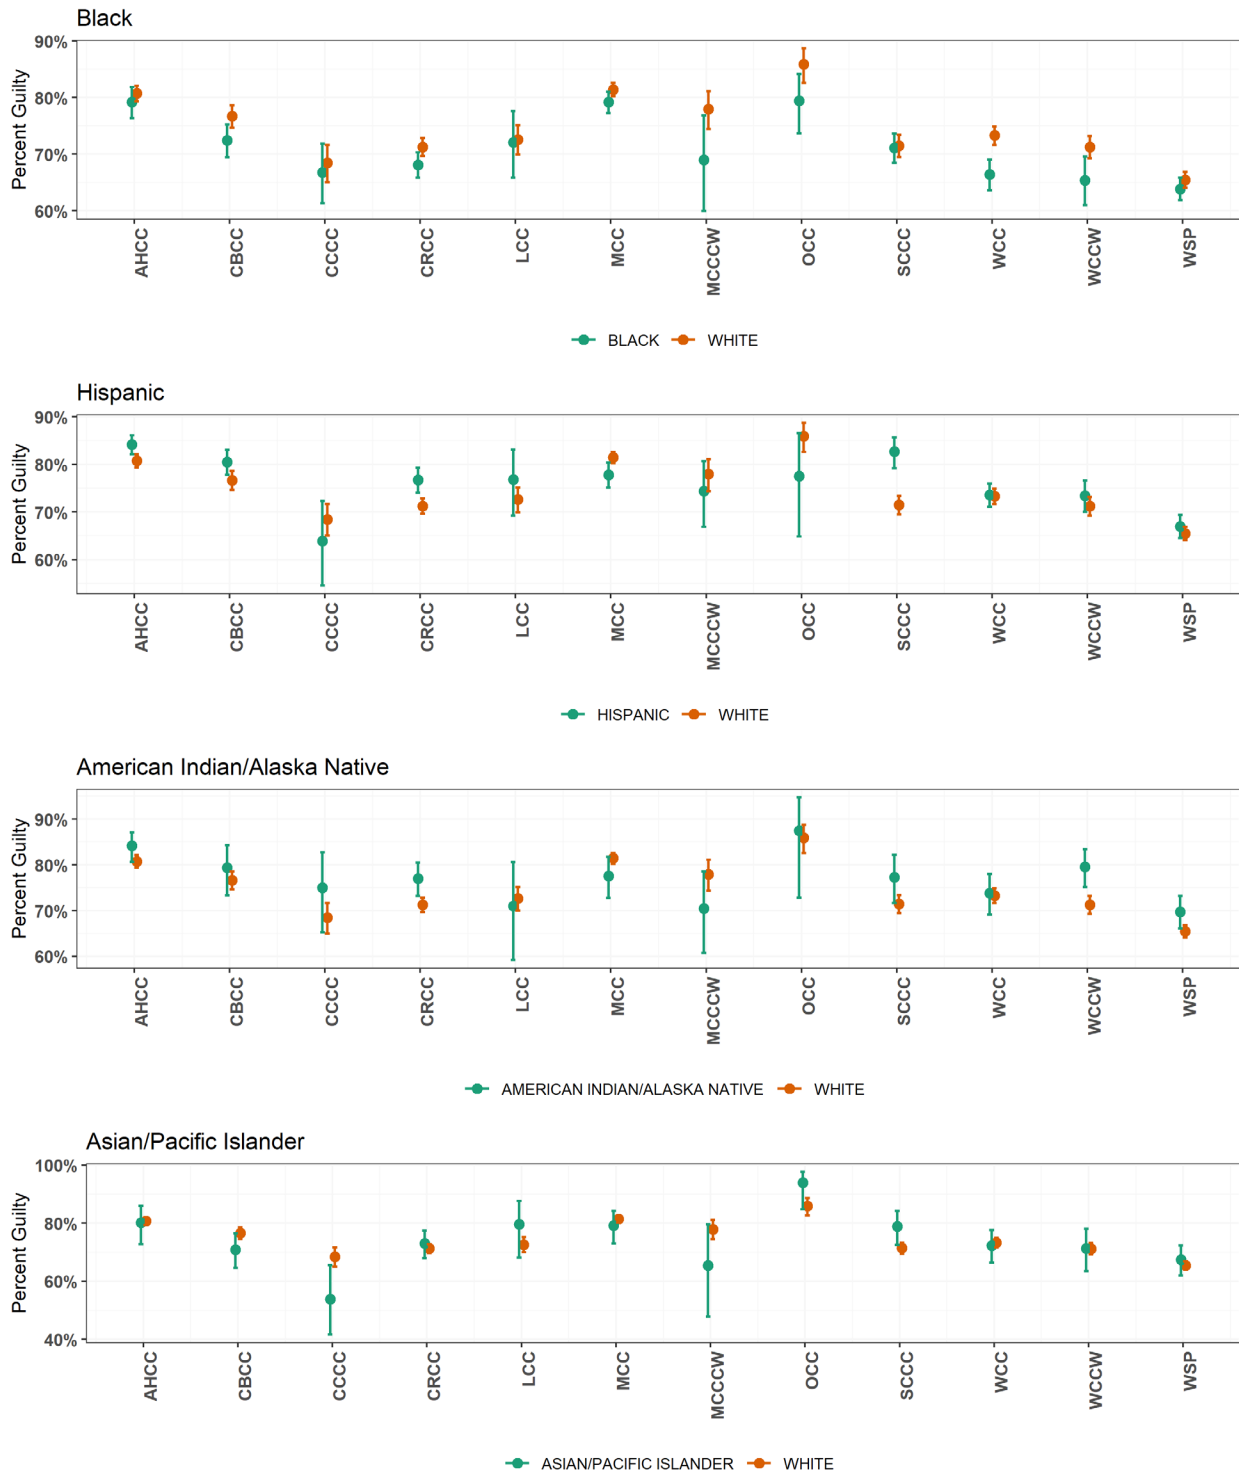 Black
Percent Guilty
90%
80%
70%
60%
AHCC CBCC CCCC CRCC LCC MCC MCCCW OCC SCCC WCC WCCW WSP
BLACK WHITE
Hispanic
Percent Guilty
90%
80%
70%
60%
AHCC CBCC CCCC CRCC LCC MCC MCCCW OCC SCCC WCC WCCW WSP
HISPANIC WHITE
American Indian/Alaska Native
Percent Guilty
90%
80%
70%
60%
AHCC CBCC CCCC CRCC LCC MCC MCCCW OCC SCCC WCC WCCW WSP
AMERICAN INDIAN/ALASKA NATIVE WHITE
Asian/Pacific Islander
Percent Guilty
100%
80%
60%
40%
AHCC CBCC CCCC CRCC LCC MCC MCCCW OCC SCCC WCC WCCW WSP
ASIAN/PACIFIC ISLANDER WHITE